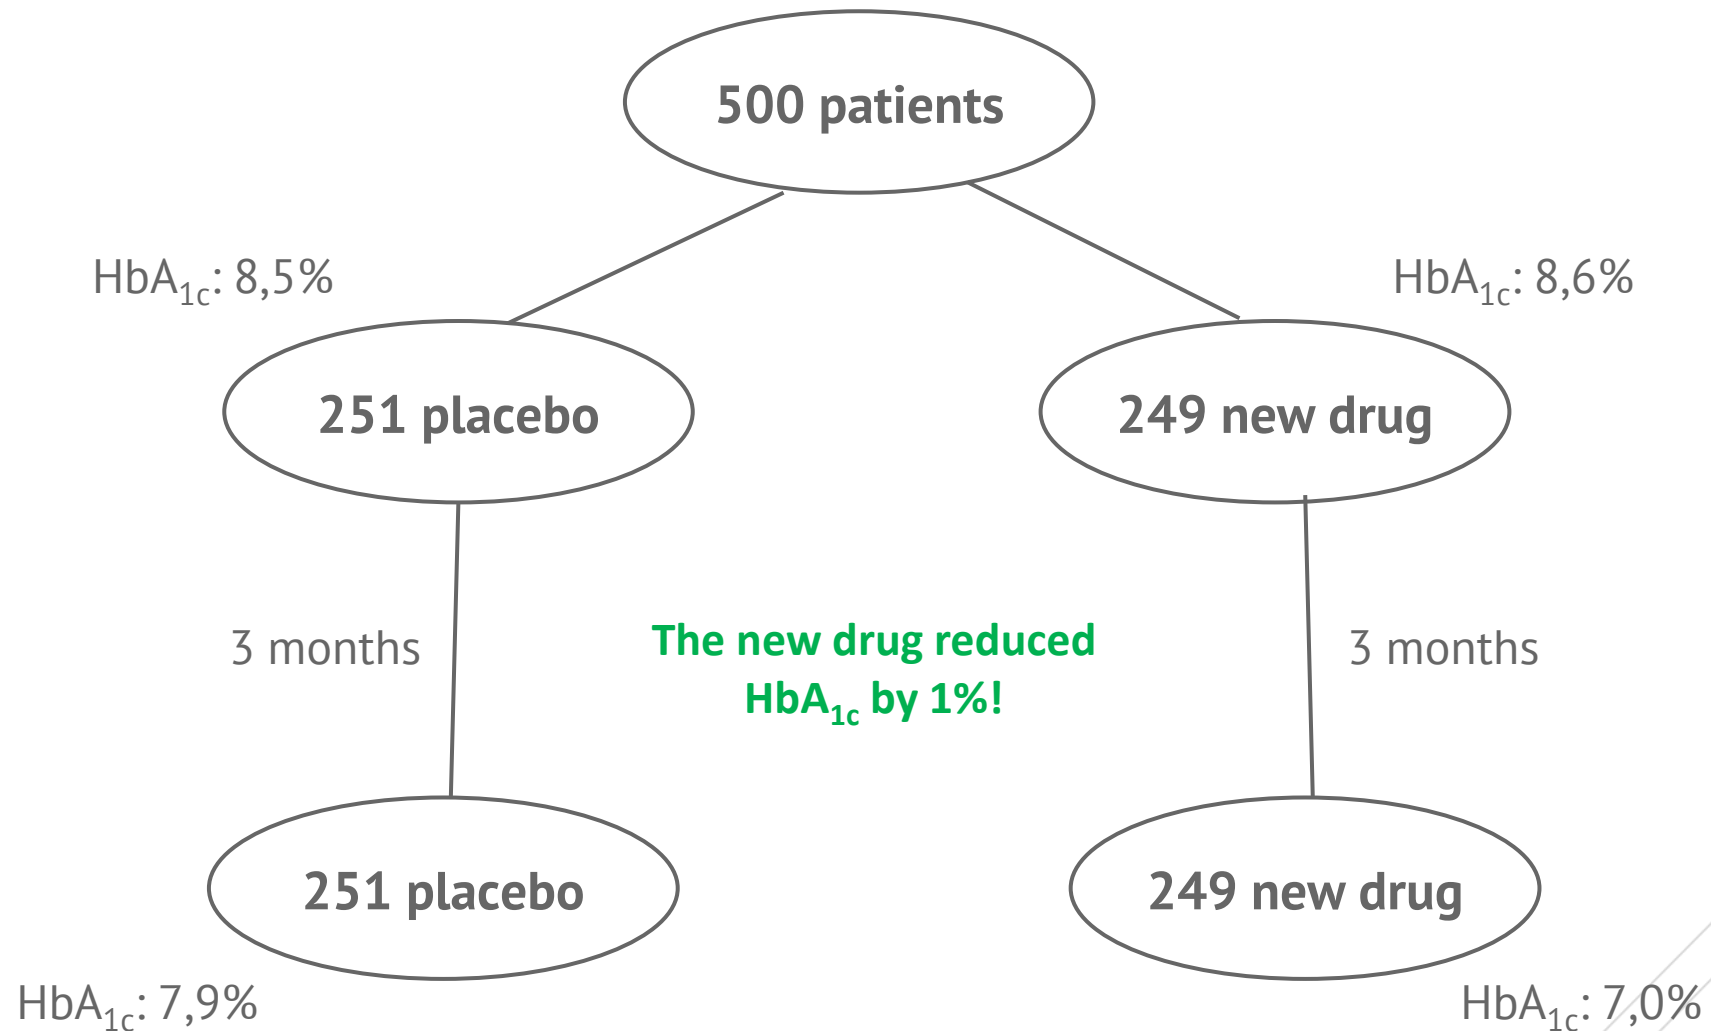 500 patients
HbA1c: 8,5%
HbA1c: 8,6%
251 placebo
249 new drug
3 months
The new drug reduced
HbA1c by 1%!
3 months
251 placebo
249 new drug
HbA1c: 7,9%
HbA1c: 7,0%